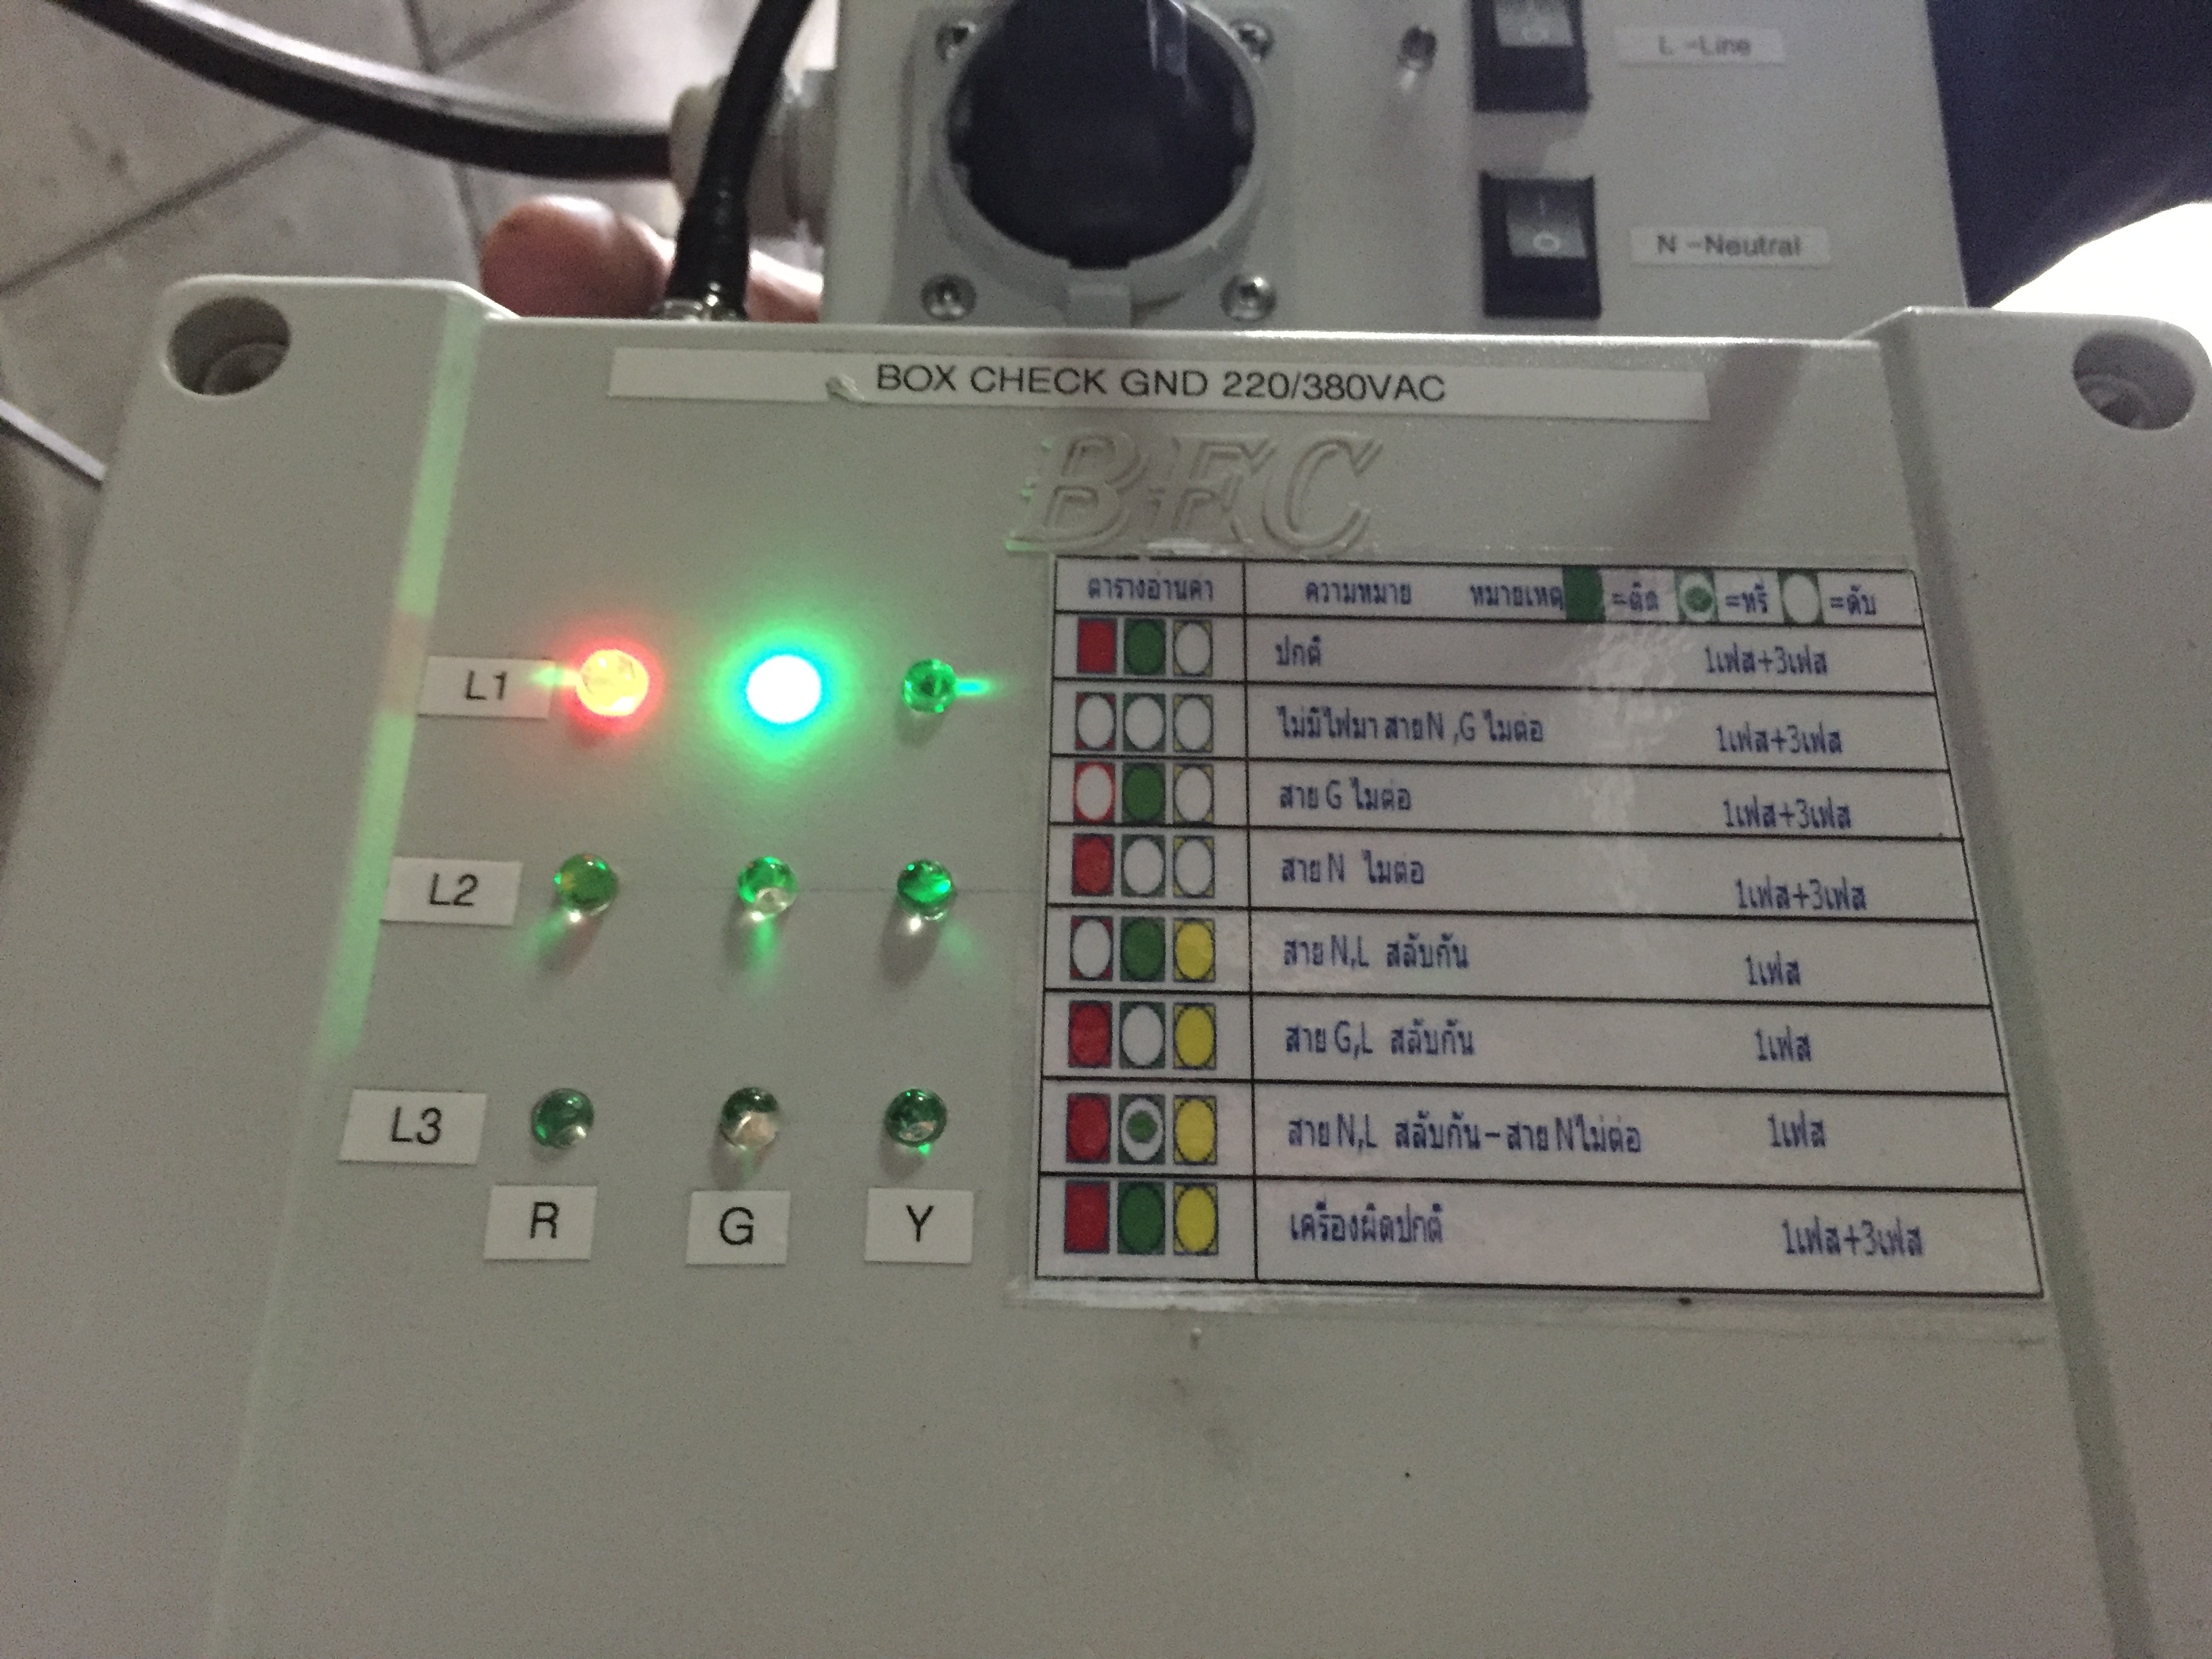 L -Line
N -Neutral
BOX CHECK GND 220/380VAC
BEC
ตารางอ่านค่า ความหมาย หมายเหตุ =ติด =หรี่ =ดับ
ปกติ 1เฟส+3เฟส
ไม่มีไฟมา สายN ,G ไมต่อ 1เฟส+3เฟส
สาย G ไมต่อ 1เฟส+3เฟส
สาย N ไมต่อ 1เฟส+3เฟส
สาย N,L สลับกัน 1เฟส
สาย G,L สลับกัน 1เฟส
สาย N,L สลับกัน-สาย Nไม่ต่อ 1เฟส
เครื่องผิดปกติ 1เฟส+3เฟส
L1
L2
L3
R G Y